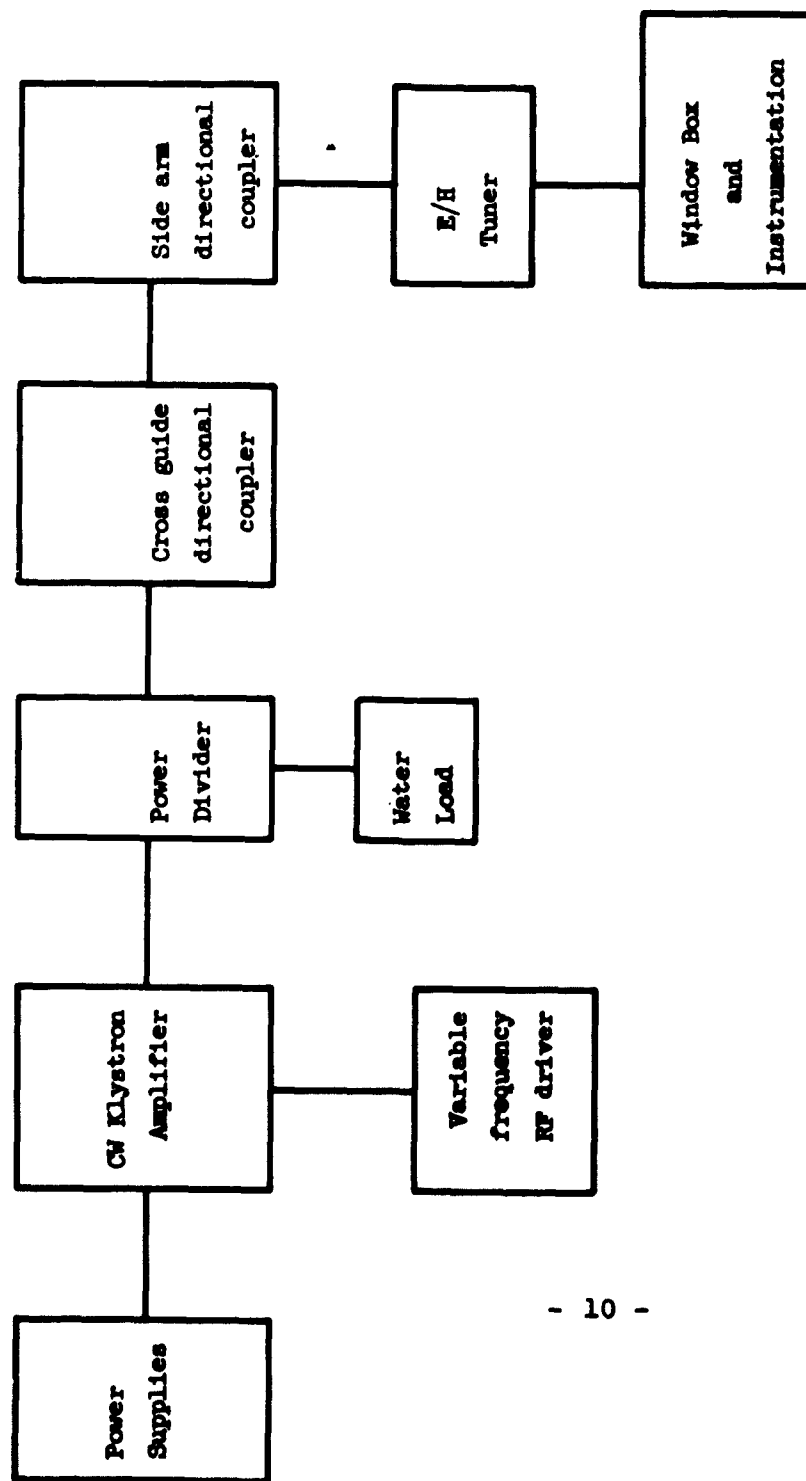 Power
Supplies
CW Klystron
Amplifier
Variable
frequency
RF driver
Power
Divider
Water
Load
Cross guide
directional
coupler
Side arm
directional
coupler
E/H
Tuner
Window Box
and
Instrumentation
- 10 -